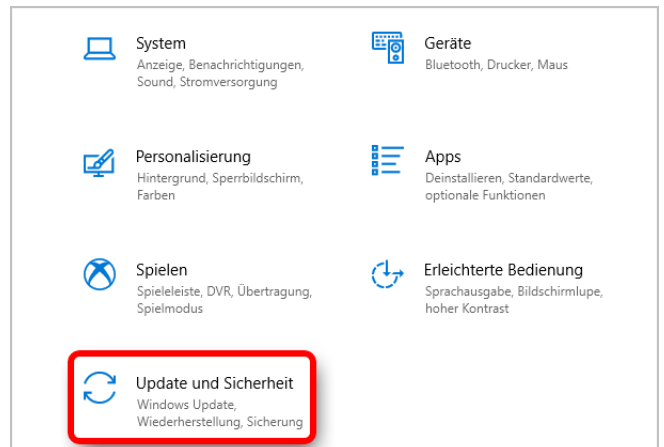 System
Anzeige, Benachrichtigungen,
Sound, Stromversorgung
Geräte
Bluetooth, Drucker, Maus
Personalisierung
Hintergrund, Sperrbildschirm,
Farben
Apps
Deinstallieren, Standardwerte,
optionale Funktionen
Spielen
Spieleleiste, DVR, Übertragung,
Spielmodus
Erleichterte Bedienung
Sprachausgabe, Bildschirmlupe,
hoher Kontrast
Update und Sicherheit
Windows Update,
Wiederherstellung, Sicherung